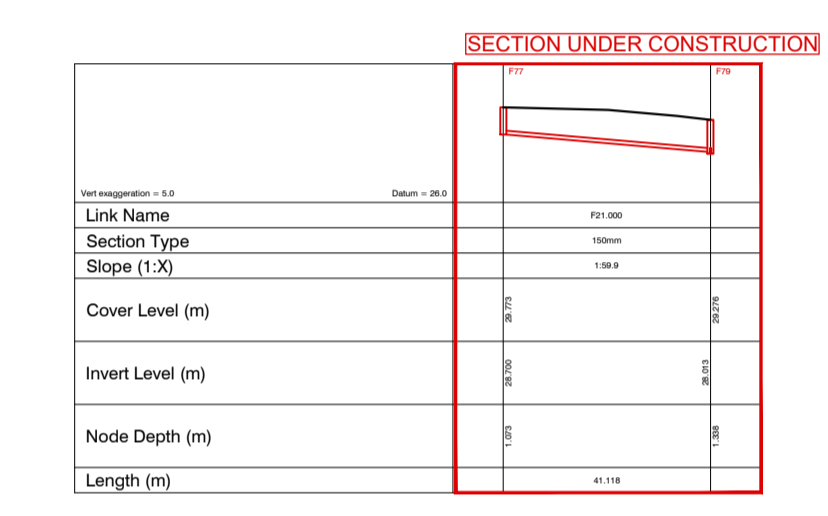 SECTION UNDER CONSTRUCTION
F77 F79
Vert exaggeration = 5.0 Datum = 26.0
Link Name F21.000
Section Type 150mm
Slope (1:X) 1:59.9
Cover Level (m) 29.773 29.276
Invert Level (m) 28.700 28.013
Node Depth (m) 1.073 1.338
Length (m) 41.118